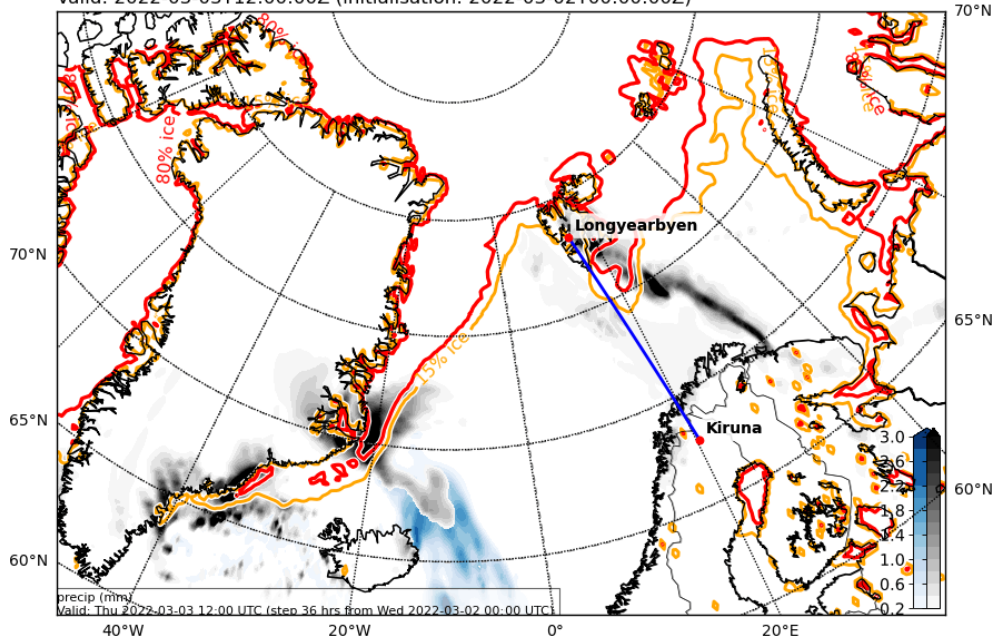 Valid: 2022-03-03T12:00:00Z (initialisation: 2022-03-02T00:00:00Z)
70°N
80% ice
80% ice
Longyearbyen
70°N
65°N
15% ice
65°N
Kiruna
3.0
2.6
2.2
1.8
1.4
1.0
0.6
0.2
60°N
60°N
precip (mm)
Valid: Thu 2022-03-03 12:00 UTC (step 36 hrs from Wed 2022-03-02 00:00 UTC)
40°W
20°W
0°
20°E